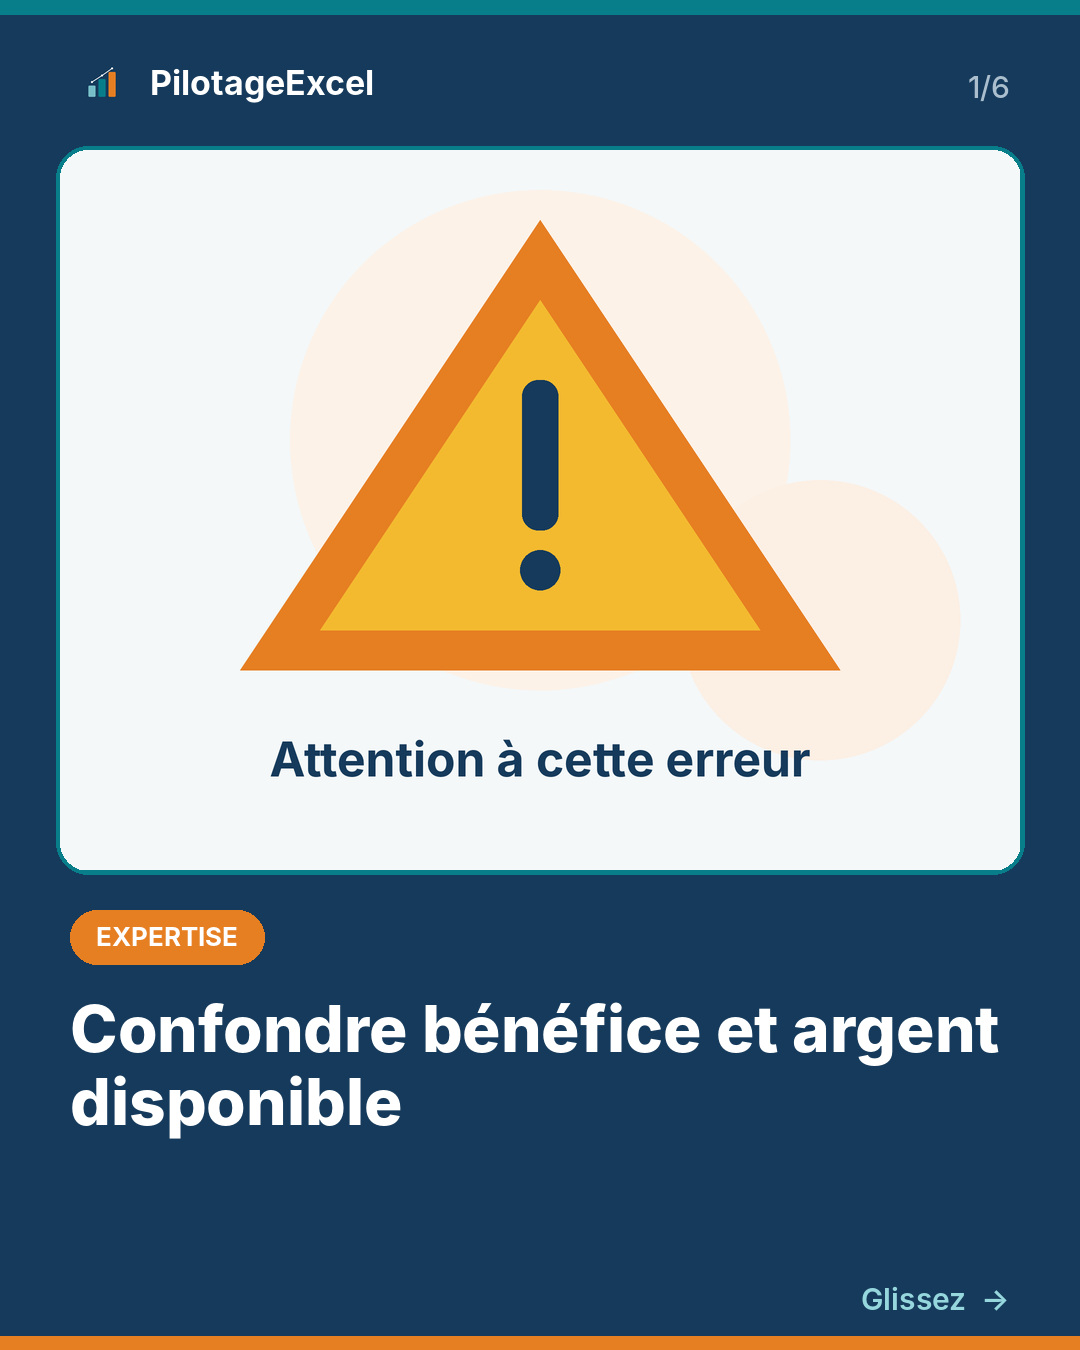 PilotageExcel
1/6
!
Attention à cette erreur
EXPERTISE
Confondre bénéfice et argent
disponible
Glissez →